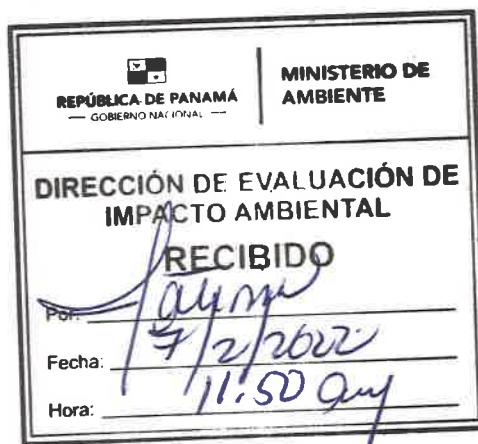 REPÚBLICA DE PANAMÁ
— GOBIERNO NACIONAL —
MINISTERIO DE
AMBIENTE
DIRECCIÓN DE EVALUACIÓN DE
IMPACTO AMBIENTAL
RECIBIDO
Por:
Fecha: 7/2/2022
Hora: 11:50 am